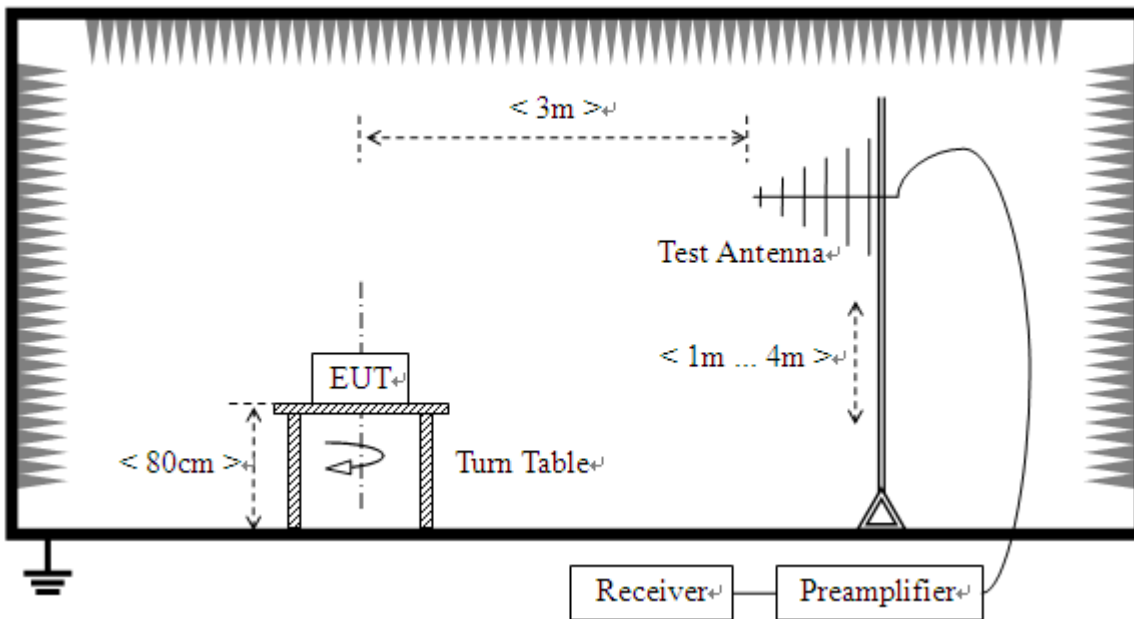 < 3m >
Test Antenna
< 1m ... 4m >
EUT
< 80cm >
Turn Table
Receiver
Preamplifier